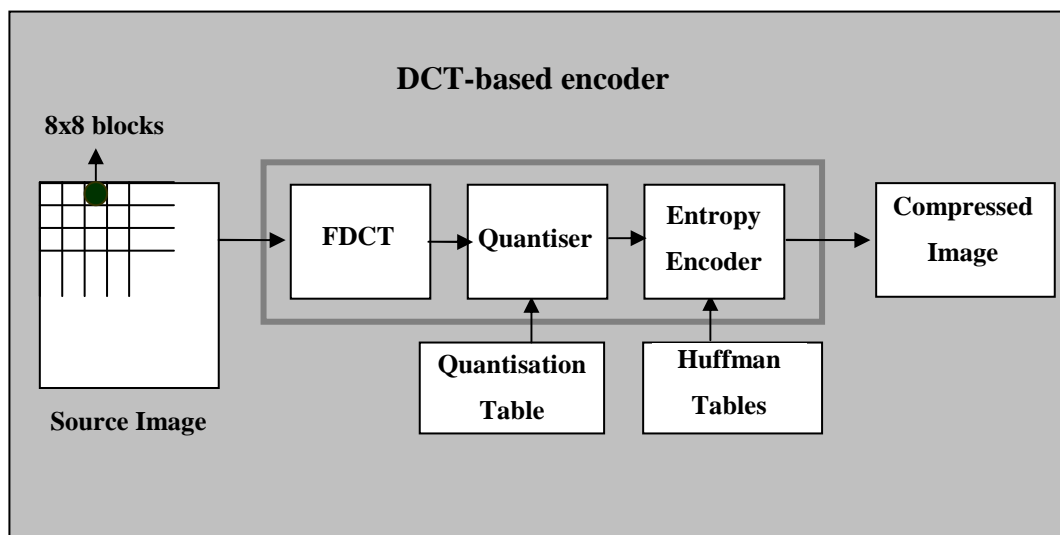 DCT-based encoder
8x8 blocks
FDCT
Quantiser
Entropy
Encoder
Compressed
Image
Quantisation
Table
Huffman
Tables
Source Image